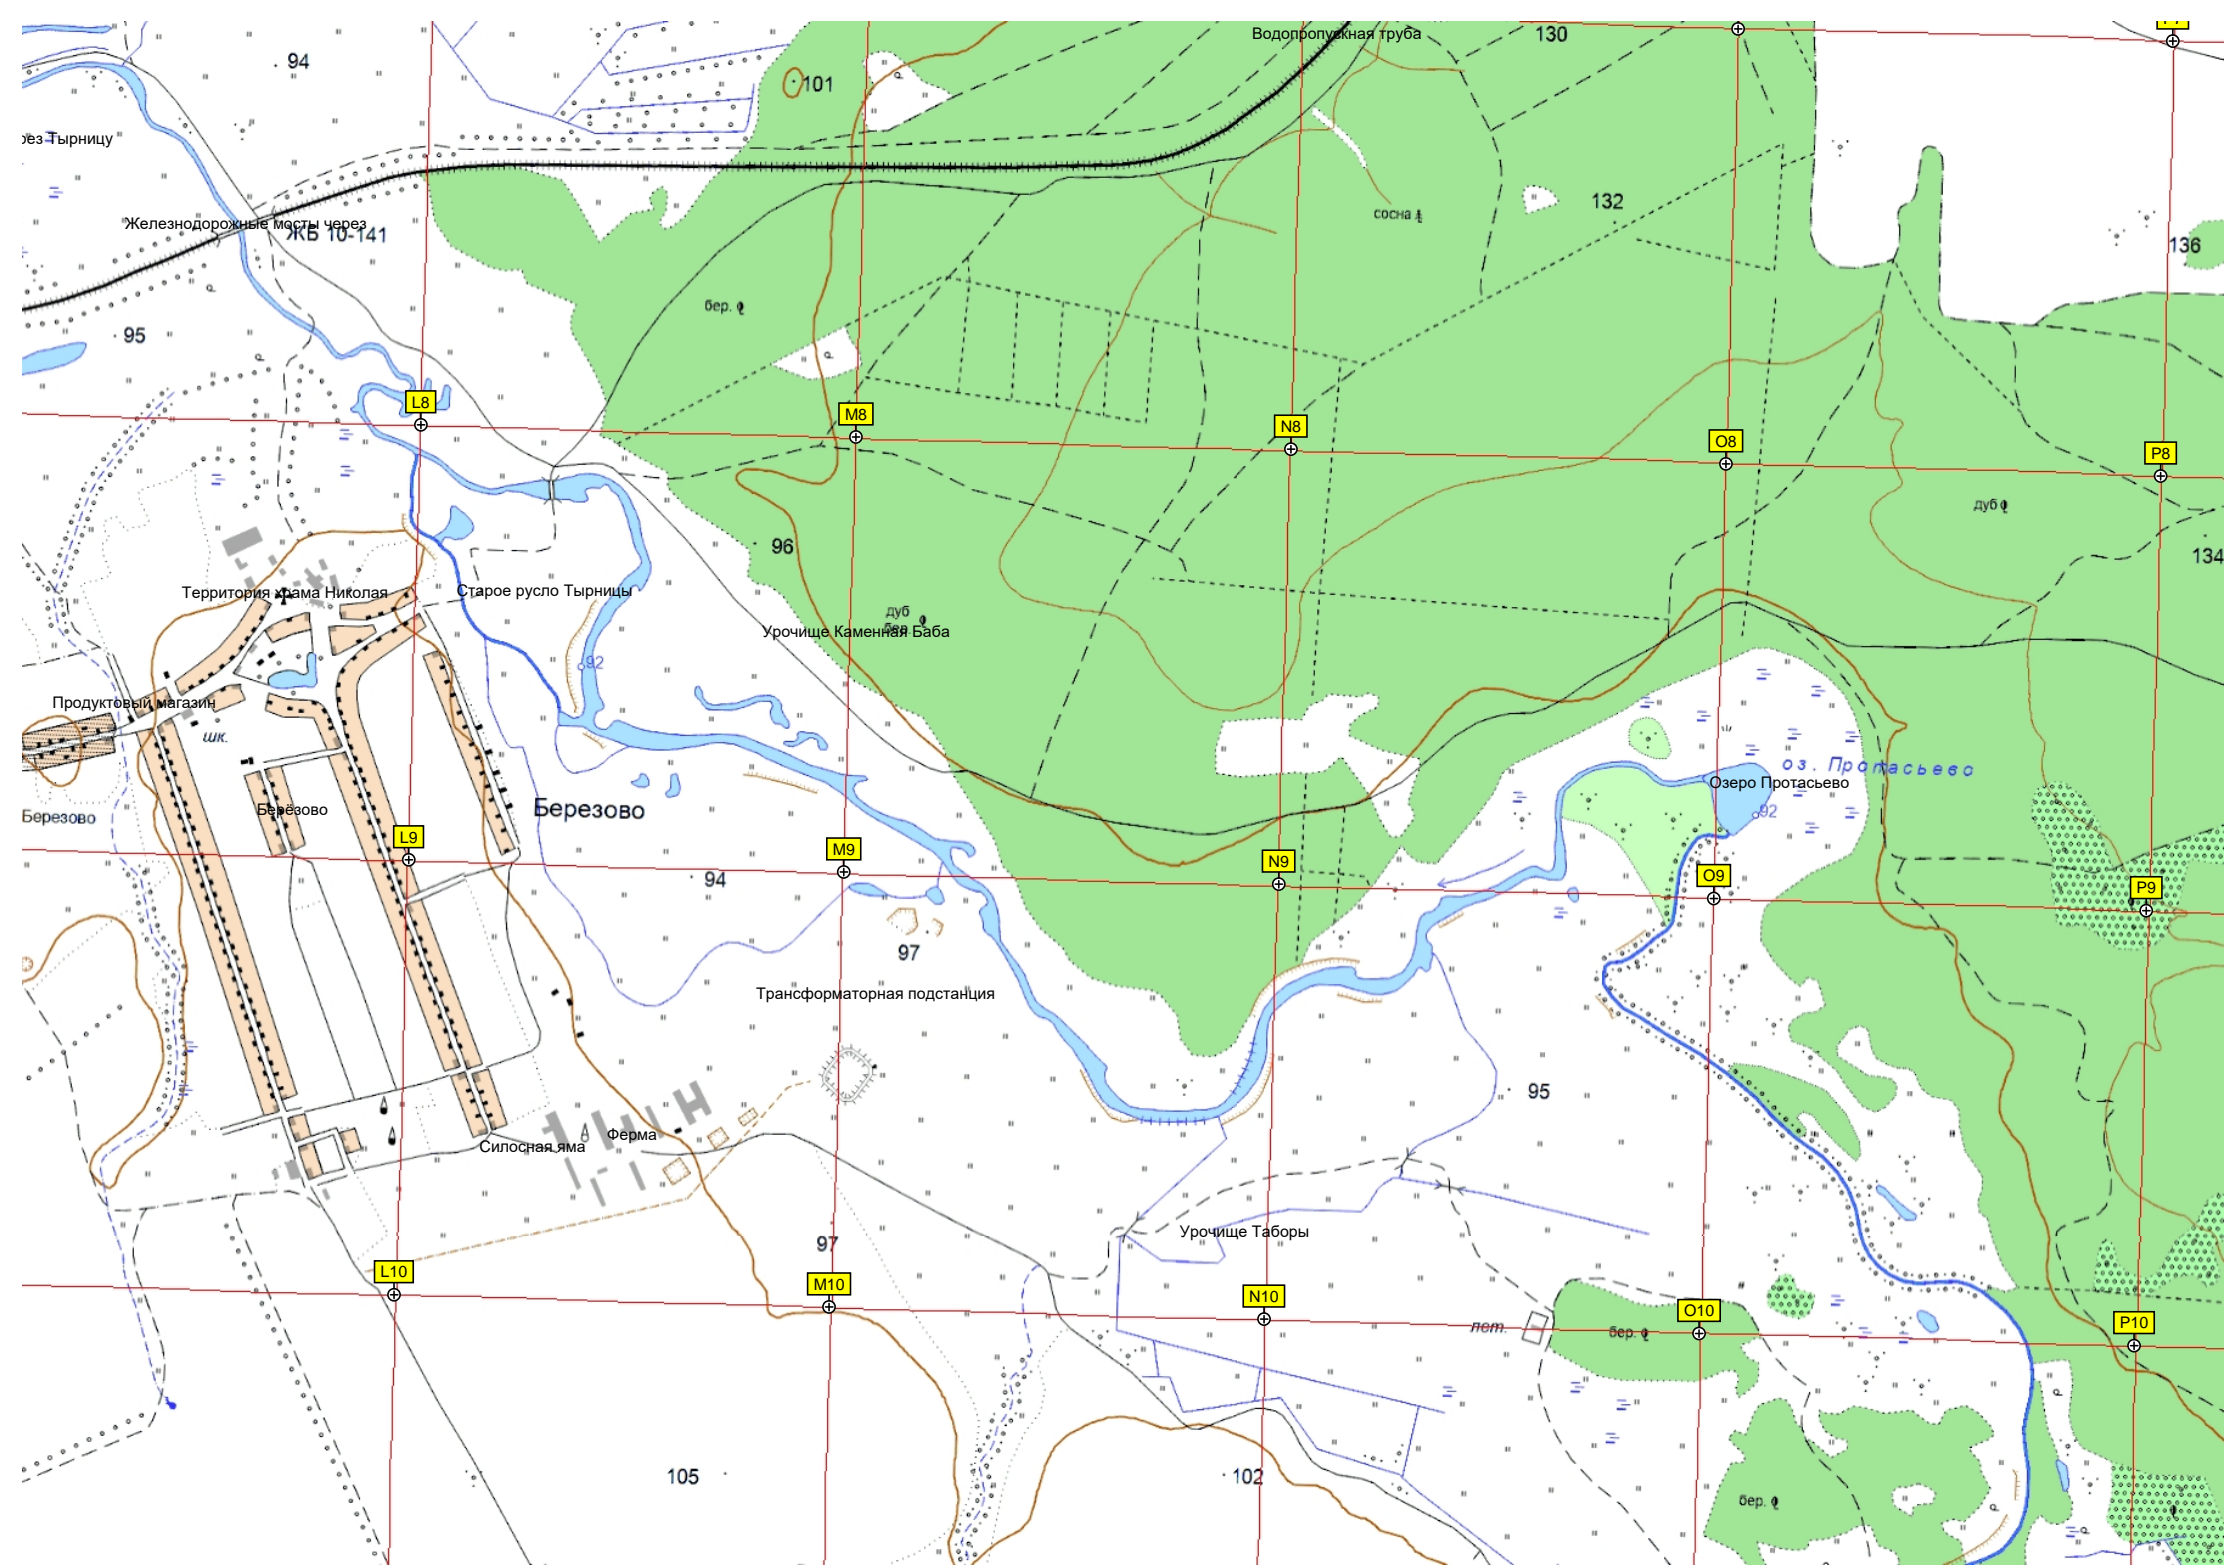 Водопропускная труба
130
94
101
рез Тырницу
132
сосна
Железнодорожные мосты через
ЖБ 10-141
136
бер.
95
L8
M8
N8
O8
P8
дуб
96
134
Территория храма Николая
Старое русло Тырницы
дуб
бер.
Урочище Каменная Баба
92
Продуктовый магазин
шк.
оз. Протасьево
Озеро Протасьево
92
Березово
Берёзово
Березово
L9
M9
N9
O9
P9
94
97
Трансформаторная подстанция
95
Ферма
Силосная яма
97
Урочище Таборы
L10
M10
N10
O10
P10
лет.
бер.
105
102
бер.